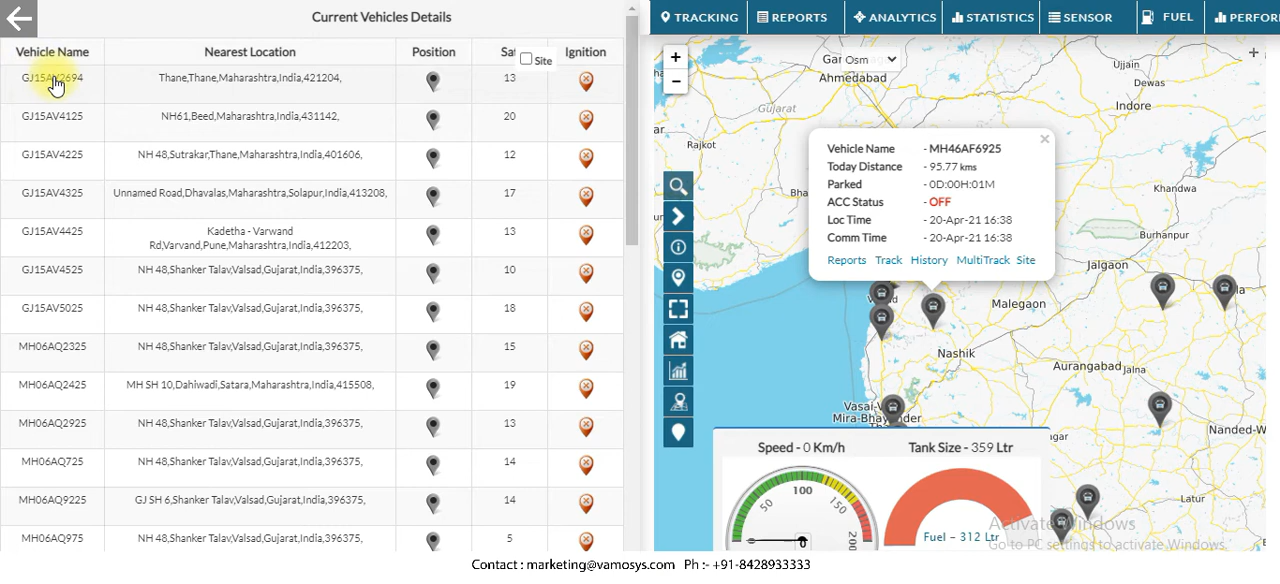 Current Vehicles Details
Vehicle Name Nearest Location Position Sat Ignition
Site
GJ15AV2694 Thane,Thane,Maharashtra,India,421204, 13
GJ15AV4125 NH61,Beed,Maharashtra,India,431142, 20
GJ15AV4225 NH 48,Sutrakar,Thane,Maharashtra,India,401606, 12
GJ15AV4325 Unnamed Road,Dhavalas,Maharashtra,Solapur,India,413208, 17
GJ15AV4425 Kadetha - Varwand
Rd,Varvand,Pune,Maharashtra,India,412203, 13
GJ15AV4525 NH 48,Shanker Talav,Valsad,Gujarat,India,396375, 10
GJ15AV5025 NH 48,Shanker Talav,Valsad,Gujarat,India,396375, 18
MH06AQ2325 NH 48,Shanker Talav,Valsad,Gujarat,India,396375, 15
MH06AQ2425 MH SH 10,Dahiwadi,Satara,Maharashtra,India,415508, 19
MH06AQ2925 NH 48,Shanker Talav,Valsad,Gujarat,India,396375, 13
MH06AQ725 NH 48,Shanker Talav,Valsad,Gujarat,India,396375, 14
MH06AQ9225 GJ SH 6,Shanker Talav,Valsad,Gujarat,India,396375, 14
MH06AQ975 NH 48,Shanker Talav,Valsad,Gujarat,India,396375, 5
TRACKING REPORTS ANALYTICS STATISTICS SENSOR FUEL PERFOR
+
−
Osm
Ahmedabad
Gujarat
Rajkot
Ujjain
Dewas
Indore
Khandwa
Burhanpur
Jalgaon
Malegaon
Nashik
Aurangabad Jalna
Vasai-V
Mira-Bhayander
Nanded-W
Latur
Vehicle Name - MH46AF6925
Today Distance - 95.77 kms
Parked - 0D:00H:01M
ACC Status - OFF
Loc Time - 20-Apr-21 16:38
Comm Time - 20-Apr-21 16:38
Reports Track History MultiTrack Site
Speed - 0 Km/h Tank Size - 359 Ltr
50 100 150 200
0
Fuel - 312 Ltr
Activate Windows
Go to PC settings to activate Windows.
Contact : marketing@vamosys.com Ph :- +91-8428933333